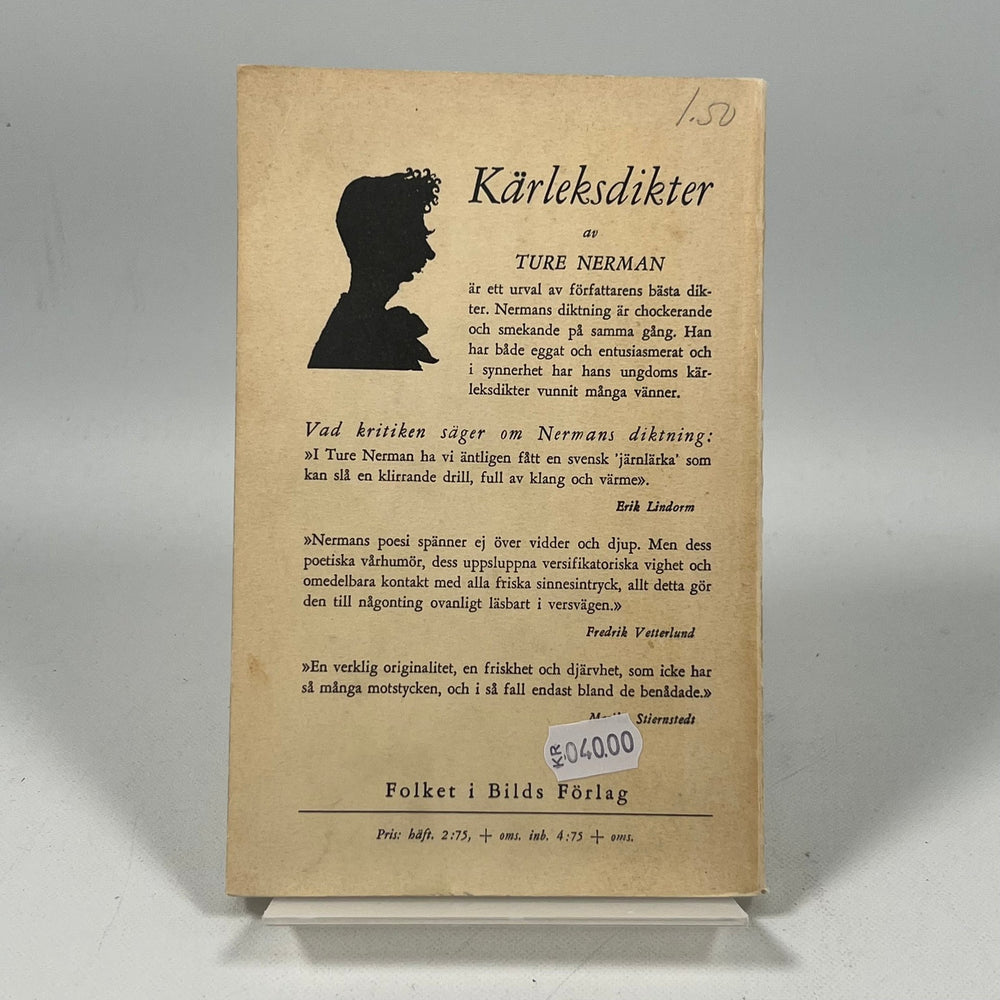 1.50
Kärleksdikter
av
TURE NERMAN
är ett urval av författarens bästa dik-
ter. Nermans diktning är chockerande
och smekande på samma gång. Han
har både eggat och entusiasmerat och
i synnerhet har hans ungdoms kär-
leksdikter vunnit många vänner.
Vad kritiken säger om Nermans diktning:
»I Ture Nerman ha vi äntligen fått en svensk 'järnlärka' som
kan slå en klirrande drill, full av klang och värme».
Erik Lindorm
»Nermans poesi spänner ej över vidder och djup. Men dess
poetiska vårhumör, dess uppsluppna versifikatoriska vighet och
omedelbara kontakt med alla friska sinnesintryck, allt detta gör
den till någonting ovanligt läsbart i versvägen.»
Fredrik Vetterlund
»En verklig originalitet, en friskhet och djärvhet, som icke har
så många motstycken, och i så fall endast bland de benådade.»
Stiernstedt
KR 040.00
Folket i Bilds Förlag
Pris: häft. 2:75, + oms. inb. 4:75 + oms.